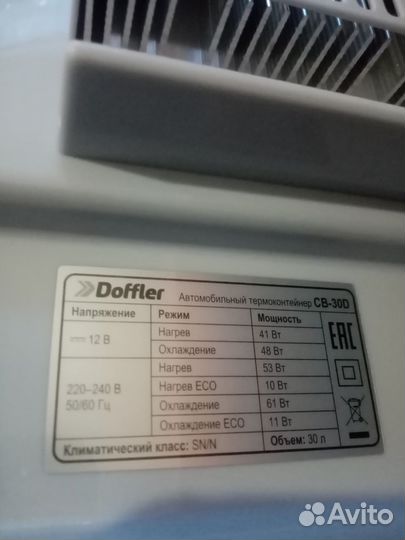 Doffler Автомобильный термоконтейнер CB-30D
Напряжение Режим Мощность
12 В Нагрев 41 Вт
Охлаждение 48 Вт
220–240 В 50/60 Гц Нагрев 53 Вт
Нагрев ECO 10 Вт
Охлаждение 61 Вт
Охлаждение ECO 11 Вт
Климатический класс: SN/N Объем: 30 л
EAC
Avito